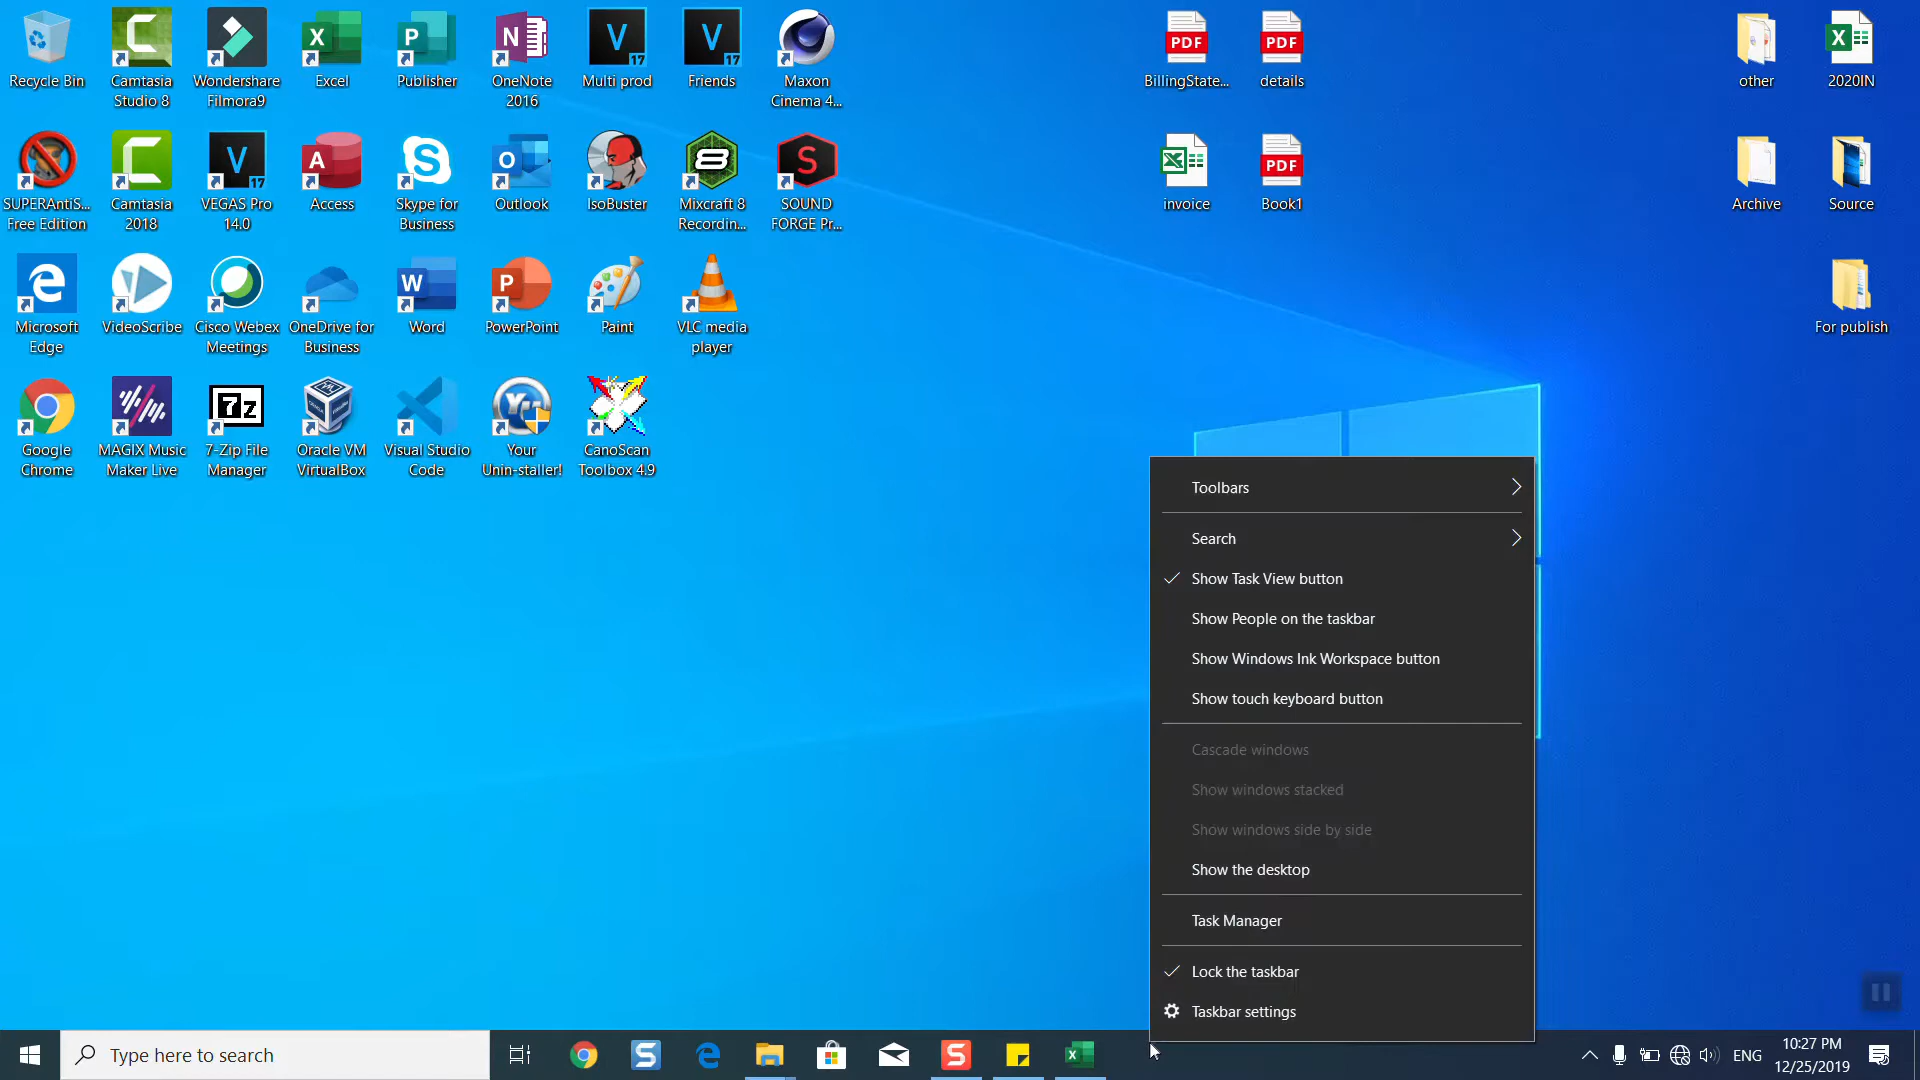 Recycle Bin
Camtasia
Studio 8
Wondershare
Filmora9
Excel
Publisher
OneNote
2016
Multi prod
Friends
Maxon
Cinema 4...
BillingState...
details
other
2020IN
SUPERAntiS...
Free Edition
Camtasia
2018
VEGAS Pro
14.0
Access
Skype for
Business
Outlook
IsoBuster
Mixcraft 8
Recordin...
SOUND
FORGE Pr...
invoice
Book1
Archive
Source
Microsoft
Edge
VideoScribe
Cisco Webex
Meetings
OneDrive for
Business
Word
PowerPoint
Paint
VLC media
player
For publish
Google
Chrome
MAGIX Music
Maker Live
7-Zip File
Manager
Oracle VM
VirtualBox
Visual Studio
Code
Your
Unin-staller!
CanoScan
Toolbox 4.9
PDF
PDF
PDF
Toolbars
Search
Show Task View button
Show People on the taskbar
Show Windows Ink Workspace button
Show touch keyboard button
Cascade windows
Show windows stacked
Show windows side by side
Show the desktop
Task Manager
Lock the taskbar
Taskbar settings
Type here to search
ENG
10:27 PM
12/25/2019